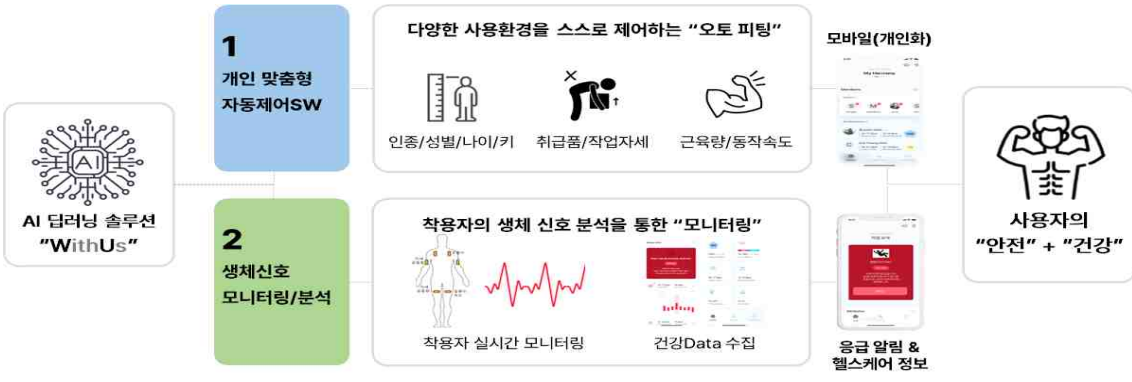 AI
AI 딥러닝 솔루션
"WithUs"
1
개인 맞춤형
자동제어SW
다양한 사용환경을 스스로 제어하는 “오토 피팅”
인종/성별/나이/키
취급품/작업자세
근육량/동작속도
모바일(개인화)
2
생체신호
모니터링/분석
착용자의 생체 신호 분석을 통한 “모니터링”
착용자 실시간 모니터링
건강Data 수집
응급 알림 &
헬스케어 정보
사용자의
“안전” + “건강”